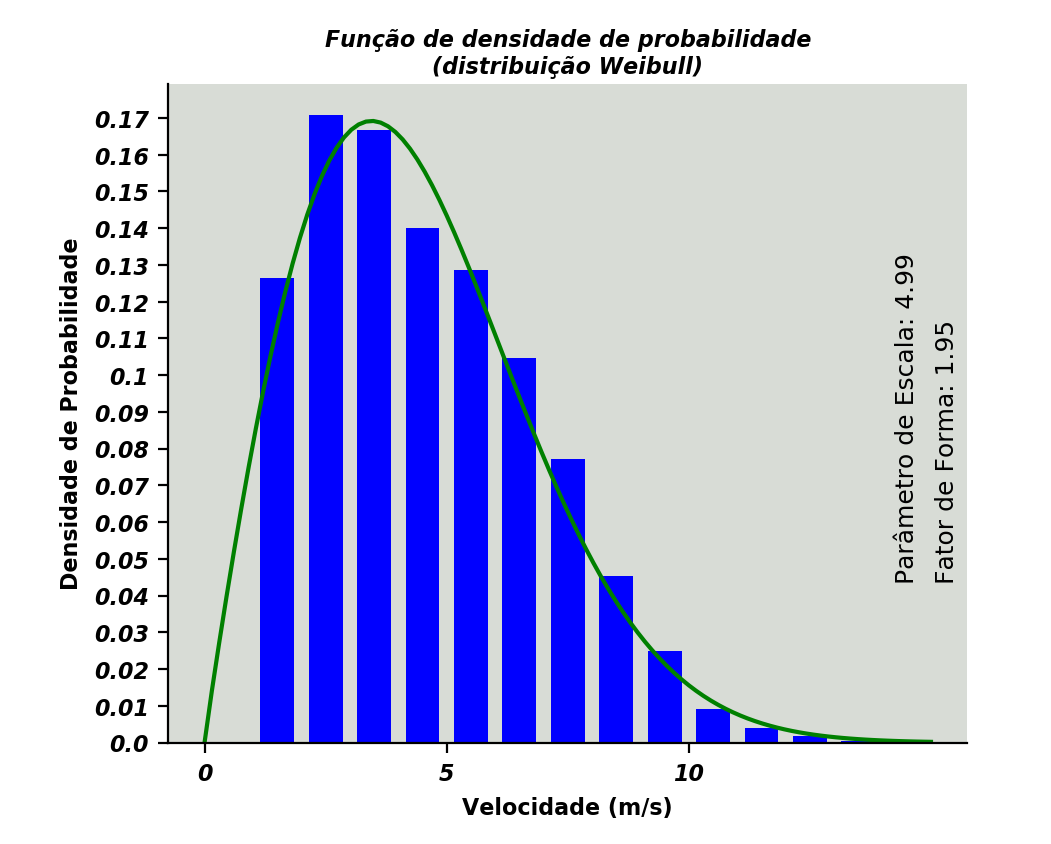 Função de densidade de probabilidade
(distribuição Weibull)
Densidade de Probabilidade
0.17
0.16
0.15
0.14
0.13
0.12
0.11
0.1
0.09
0.08
0.07
0.06
0.05
0.04
0.03
0.02
0.01
0.0
Parâmetro de Escala: 4.99
Fator de Forma: 1.95
0 5 10
Velocidade (m/s)